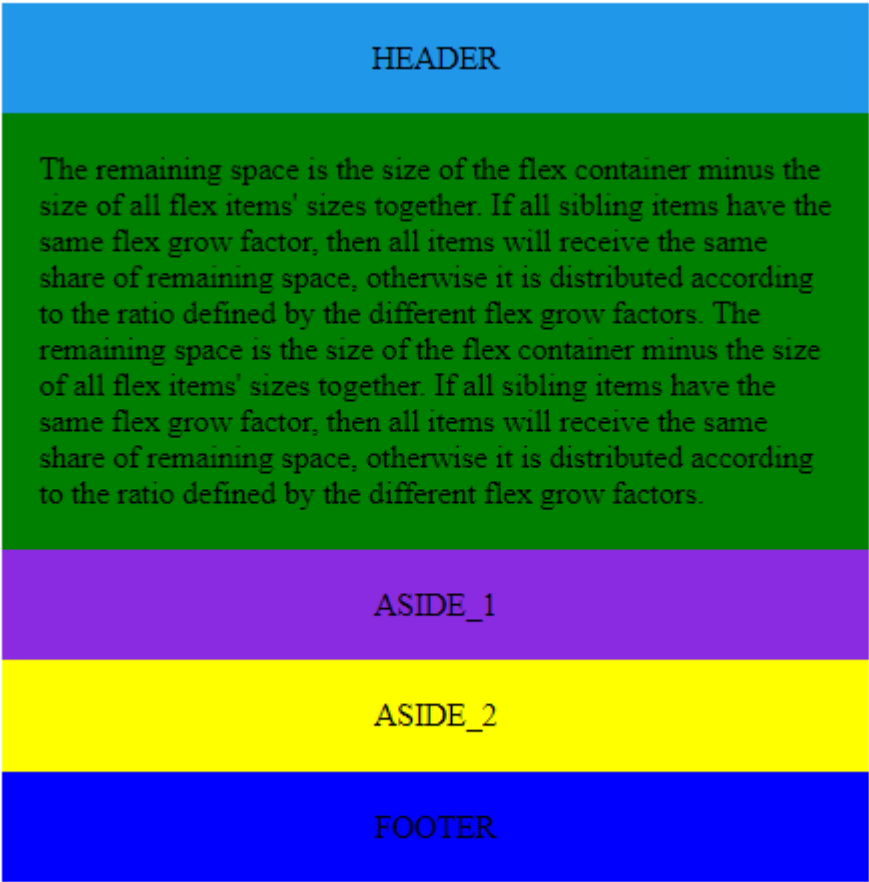 HEADER
The remaining space is the size of the flex container minus the
size of all flex items' sizes together. If all sibling items have the
same flex grow factor, then all items will receive the same
share of remaining space, otherwise it is distributed according
to the ratio defined by the different flex grow factors. The
remaining space is the size of the flex container minus the size
of all flex items' sizes together. If all sibling items have the
same flex grow factor, then all items will receive the same
share of remaining space, otherwise it is distributed according
to the ratio defined by the different flex grow factors.
ASIDE_1
ASIDE_2
FOOTER